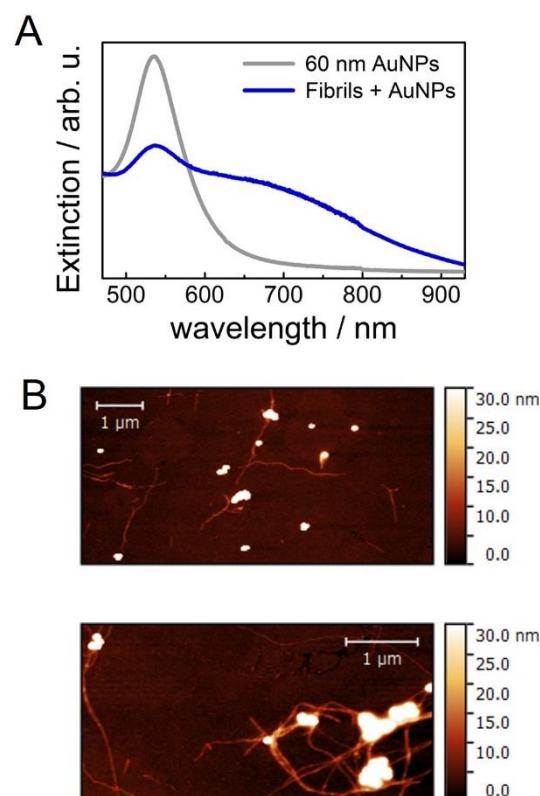 A
Extinction / arb. u.
60 nm AuNPs
Fibrils + AuNPs
500 600 700 800 900
wavelength / nm
B
1 µm
30.0 nm
25.0
20.0
15.0
10.0
0.0
1 µm
30.0 nm
25.0
20.0
15.0
10.0
0.0